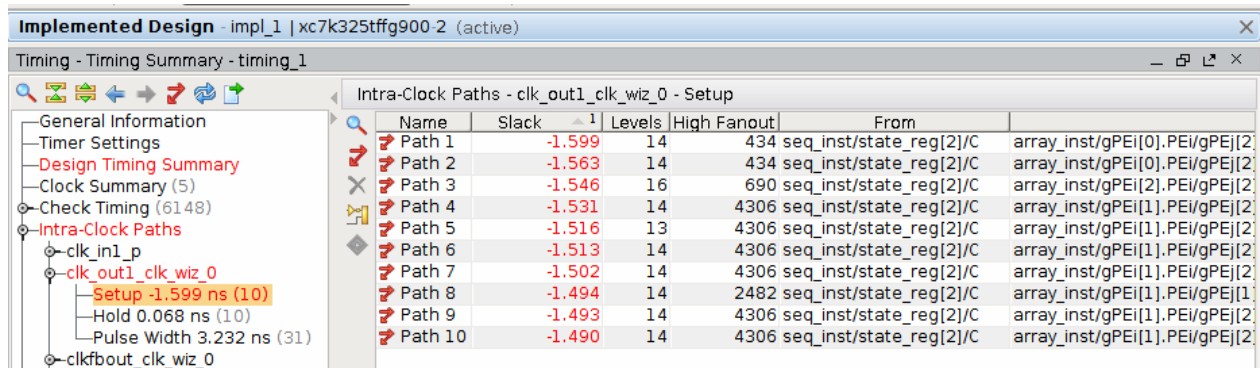 Implemented Design - impl_1 | xc7k325tffg900-2 (active)
Timing - Timing Summary - timing_1
General Information
Timer Settings
Design Timing Summary
Clock Summary (5)
Check Timing (6148)
Intra-Clock Paths
clk_in1_p
clk_out1_clk_wiz_0
Setup -1.599 ns (10)
Hold 0.068 ns (10)
Pulse Width 3.232 ns (31)
clkfbout_clk_wiz_0
Intra-Clock Paths - clk_out1_clk_wiz_0 - Setup
Name Slack 1 Levels High Fanout From
Path 1 -1.599 14 434 seq_inst/state_reg[2]/C array_inst/gPEi[0].PEi/gPEj[2]
Path 2 -1.563 14 434 seq_inst/state_reg[2]/C array_inst/gPEi[0].PEi/gPEj[2]
Path 3 -1.546 16 690 seq_inst/state_reg[2]/C array_inst/gPEi[2].PEi/gPEj[2]
Path 4 -1.531 14 4306 seq_inst/state_reg[2]/C array_inst/gPEi[1].PEi/gPEj[2]
Path 5 -1.516 13 4306 seq_inst/state_reg[2]/C array_inst/gPEi[1].PEi/gPEj[2]
Path 6 -1.513 14 4306 seq_inst/state_reg[2]/C array_inst/gPEi[1].PEi/gPEj[2]
Path 7 -1.502 14 4306 seq_inst/state_reg[2]/C array_inst/gPEi[1].PEi/gPEj[2]
Path 8 -1.494 14 2482 seq_inst/state_reg[2]/C array_inst/gPEi[1].PEi/gPEj[1]
Path 9 -1.493 14 4306 seq_inst/state_reg[2]/C array_inst/gPEi[1].PEi/gPEj[2]
Path 10 -1.490 14 4306 seq_inst/state_reg[2]/C array_inst/gPEi[1].PEi/gPEj[2]